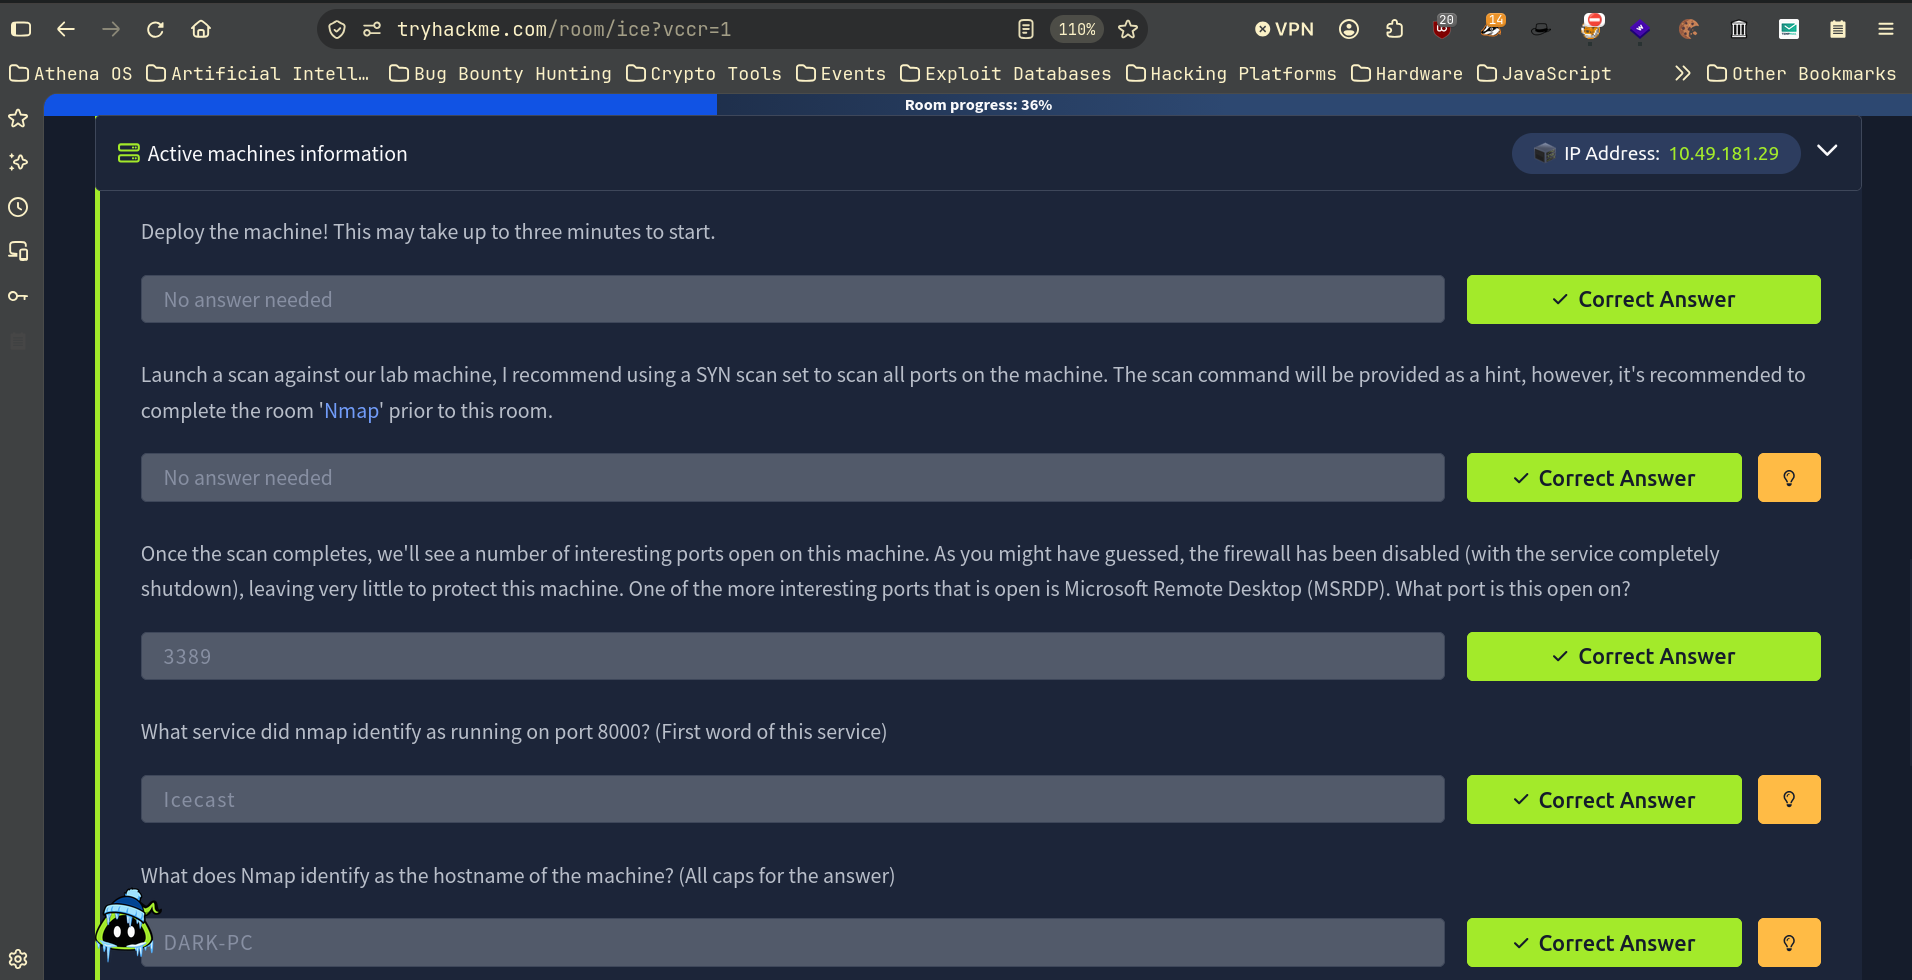 tryhackme.com/room/ice?vccr=1
110%
VPN
20
14
Athena OS
Artificial Intell…
Bug Bounty Hunting
Crypto Tools
Events
Exploit Databases
Hacking Platforms
Hardware
JavaScript
Other Bookmarks
Room progress: 36%
Active machines information
IP Address: 10.49.181.29
Deploy the machine! This may take up to three minutes to start.
No answer needed
Correct Answer
Launch a scan against our lab machine, I recommend using a SYN scan set to scan all ports on the machine. The scan command will be provided as a hint, however, it's recommended to
complete the room 'Nmap' prior to this room.
No answer needed
Correct Answer
Once the scan completes, we'll see a number of interesting ports open on this machine. As you might have guessed, the firewall has been disabled (with the service completely
shutdown), leaving very little to protect this machine. One of the more interesting ports that is open is Microsoft Remote Desktop (MSRDP). What port is this open on?
3389
Correct Answer
What service did nmap identify as running on port 8000? (First word of this service)
Icecast
Correct Answer
What does Nmap identify as the hostname of the machine? (All caps for the answer)
DARK-PC
Correct Answer